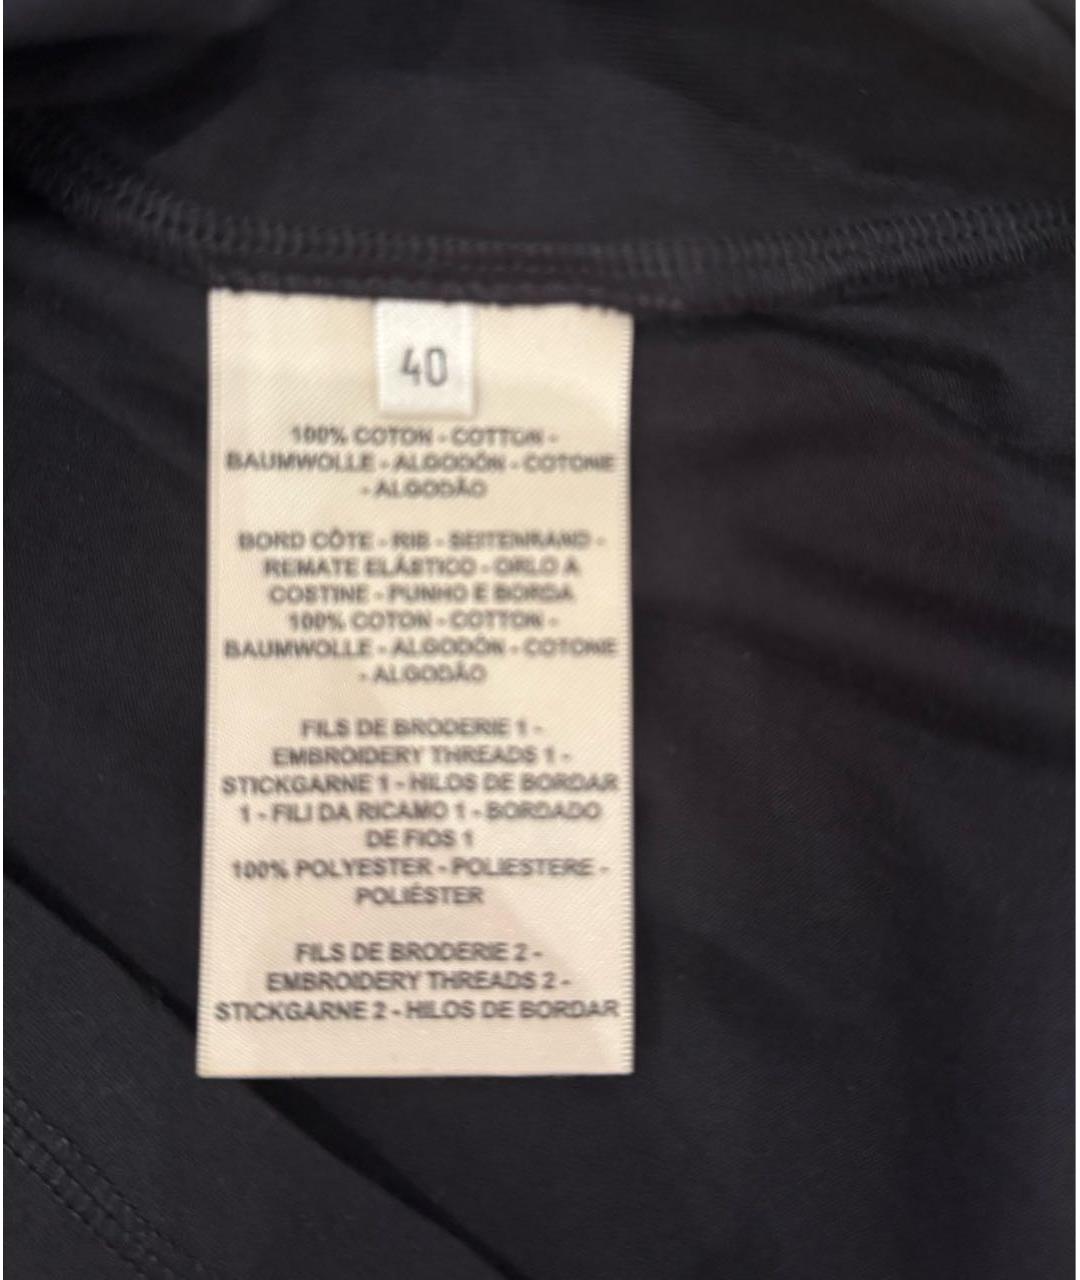 40
100% COTON - COTTON -
BAUMWOLLE - ALGODÓN - COTONE
- ALGODÃO
BORD CÔTE - RIB - SEITENRAND -
REMATE ELÁSTICO - ORLO A
COSTINE - PUNHO E BORDA
100% COTON - COTTON -
BAUMWOLLE - ALGODÓN - COTONE
- ALGODÃO
FILS DE BRODERIE 1 -
EMBROIDERY THREADS 1 -
STICKGARNE 1 - HILOS DE BORDAR
1 - FILI DA RICAMO 1 - BORDADO
DE FIOS 1
100% POLYESTER - POLIESTERE -
POLIÉSTER
FILS DE BRODERIE 2 -
EMBROIDERY THREADS 2 -
STICKGARNE 2 - HILOS DE BORDAR